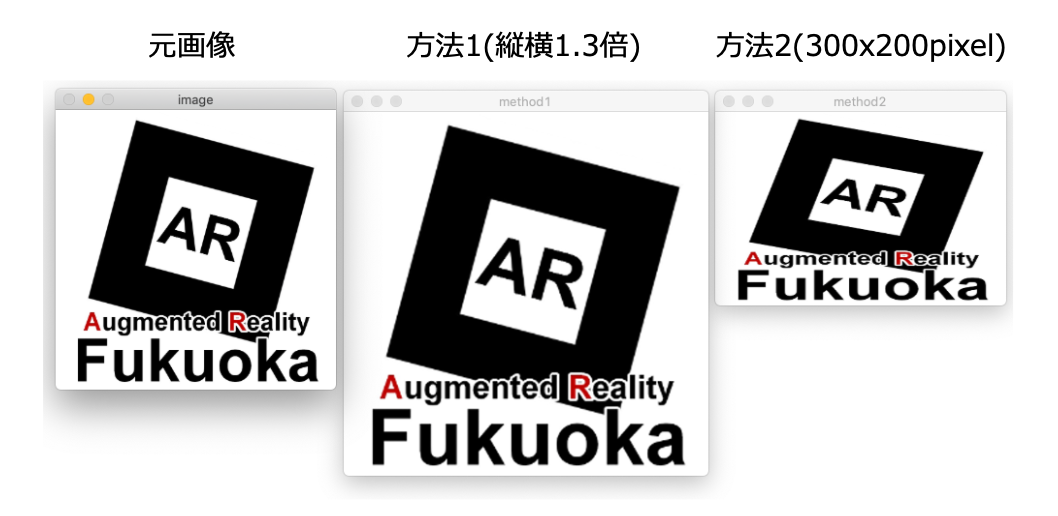 元画像
方法1(縦横1.3倍)
方法2(300x200pixel)
image
method1
method2
AR
Augmented Reality
Fukuoka
AR
Augmented Reality
Fukuoka
AR
Augmented Reality
Fukuoka